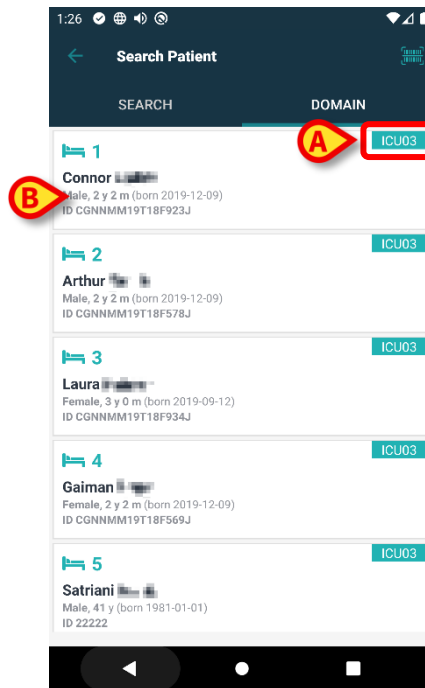 1:26
Search Patient
SEARCH DOMAIN
A
ICU03
1
Connor
B
Male, 2 y 2 m (born 2019-12-09)
ID CGNNMM19T18F923J
ICU03
2
Arthur
Male, 2 y 2 m (born 2019-12-09)
ID CGNNMM19T18F578J
ICU03
3
Laura
Female, 3 y 0 m (born 2019-09-12)
ID CGNNMM19T18F934J
ICU03
4
Gaiman
Female, 2 y 2 m (born 2019-12-09)
ID CGNNMM19T18F569J
ICU03
5
Satriani
Male, 41 y (born 1981-01-01)
ID 22222